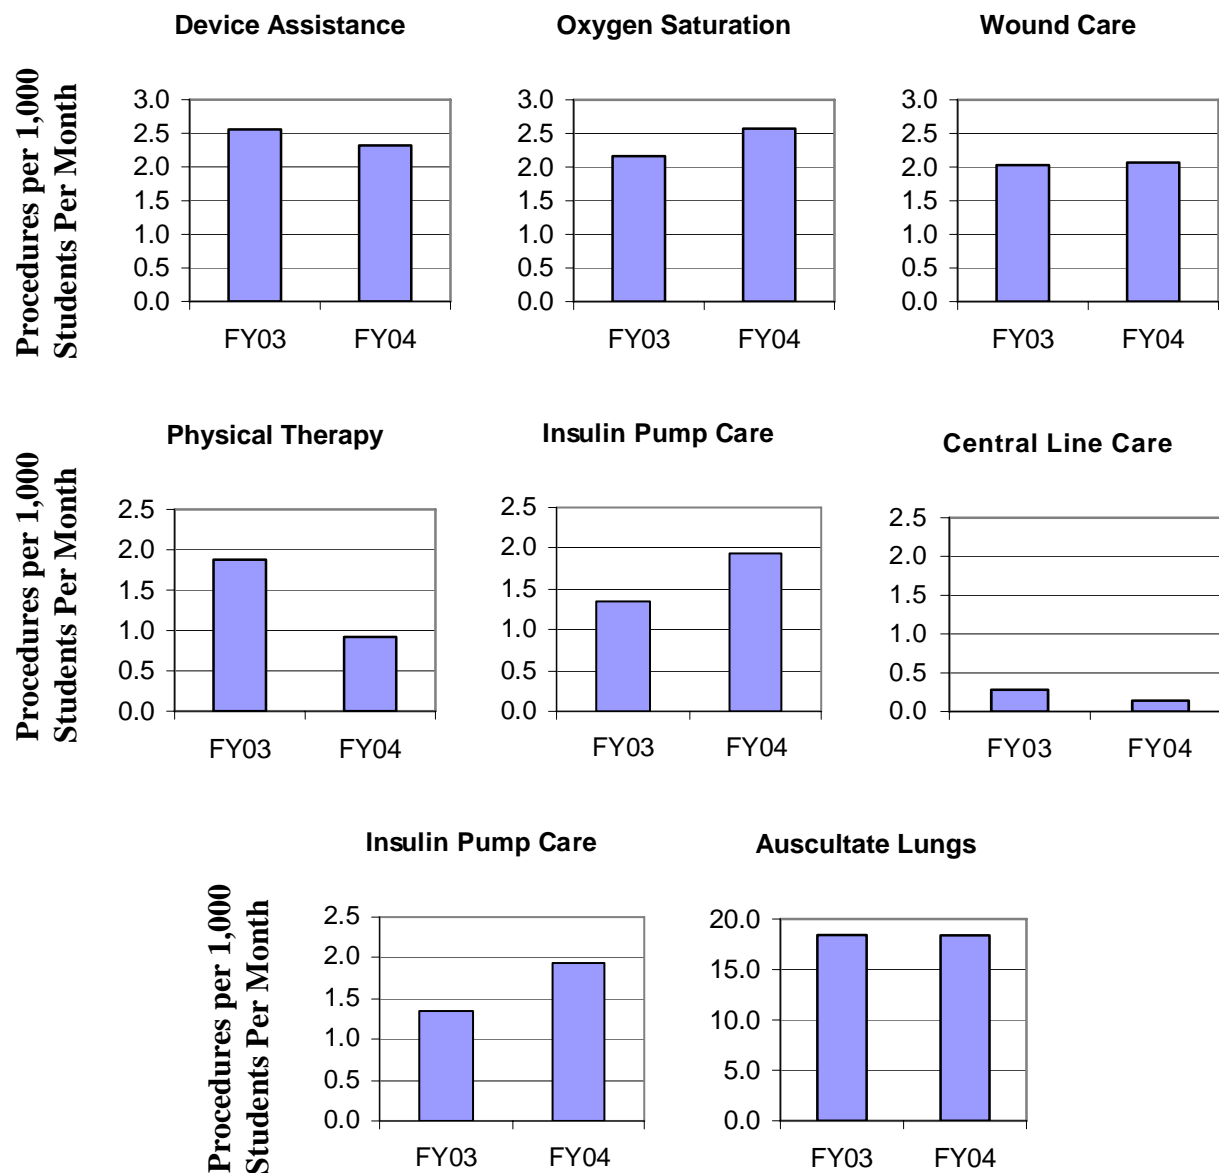 Device Assistance
Oxygen Saturation
Wound Care
Procedures per 1,000
Students Per Month
3.0
2.5
2.0
1.5
1.0
0.5
0.0
FY03
FY04
3.0
2.5
2.0
1.5
1.0
0.5
0.0
FY03
FY04
3.0
2.5
2.0
1.5
1.0
0.5
0.0
FY03
FY04
Physical Therapy
Insulin Pump Care
Central Line Care
Procedures per 1,000
Students Per Month
2.5
2.0
1.5
1.0
0.5
0.0
FY03
FY04
2.5
2.0
1.5
1.0
0.5
0.0
FY03
FY04
2.5
2.0
1.5
1.0
0.5
0.0
FY03
FY04
Insulin Pump Care
Auscultate Lungs
Procedures per 1,000
Students Per Month
2.5
2.0
1.5
1.0
0.5
0.0
FY03
FY04
20.0
15.0
10.0
5.0
0.0
FY03
FY04